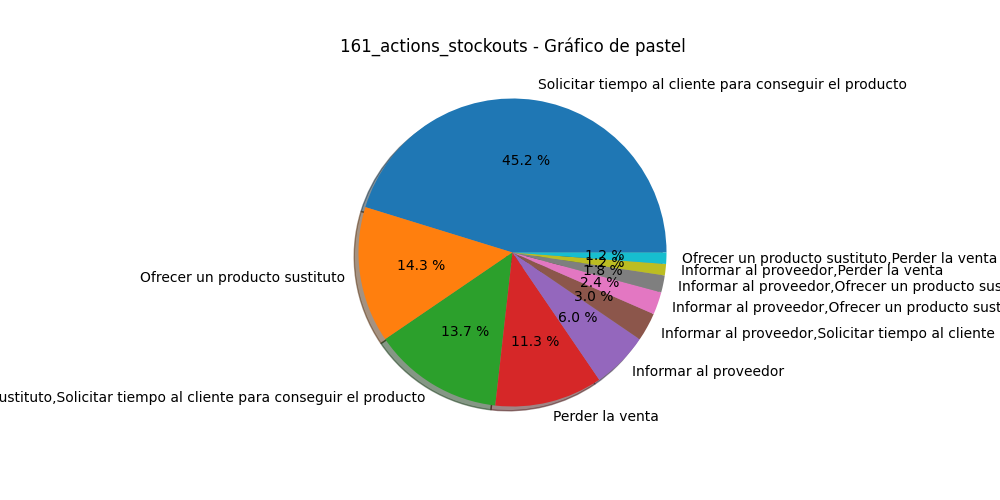 161_actions_stockouts - Gráfico de pastel
Solicitar tiempo al cliente para conseguir el producto
45.2 %
Ofrecer un producto sustituto
14.3 %
13.7 %
Solicitar tiempo al cliente para conseguir el producto
11.3 %
Perder la venta
6.0 %
Informar al proveedor
3.0 %
Informar al proveedor,Solicitar tiempo al cliente
2.4 %
Informar al proveedor,Ofrecer un producto
1.8 %
Informar al proveedor,Ofrecer un producto
1.2 %
Informar al proveedor,Perder la venta
1.2 %
Ofrecer un producto sustituto,Perder la venta